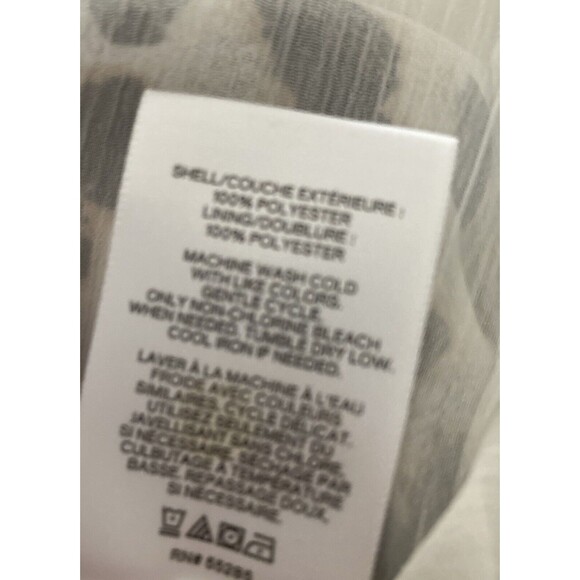 SHELL/COUCHE EXTÉRIEURE :
100% POLYESTER
LINING/DOUBLURE :
100% POLYESTER
MACHINE WASH COLD
WITH LIKE COLORS.
GENTLE CYCLE.
ONLY NON-CHLORINE BLEACH
WHEN NEEDED. TUMBLE DRY LOW.
COOL IRON IF NEEDED.
LAVER À LA MACHINE À L'EAU
FROIDE AVEC COULEURS
SIMILAIRES. CYCLE DÉLICAT.
UTILISEZ SEULEMENT DU
JAVELLISANT SANS CHLORE,
SI NÉCESSAIRE. SÉCHAGE PAR
CULBUTAGE À TEMPÉRATURE
BASSE. REPASSAGE DOUX,
SI NÉCESSAIRE.
RN# 55285